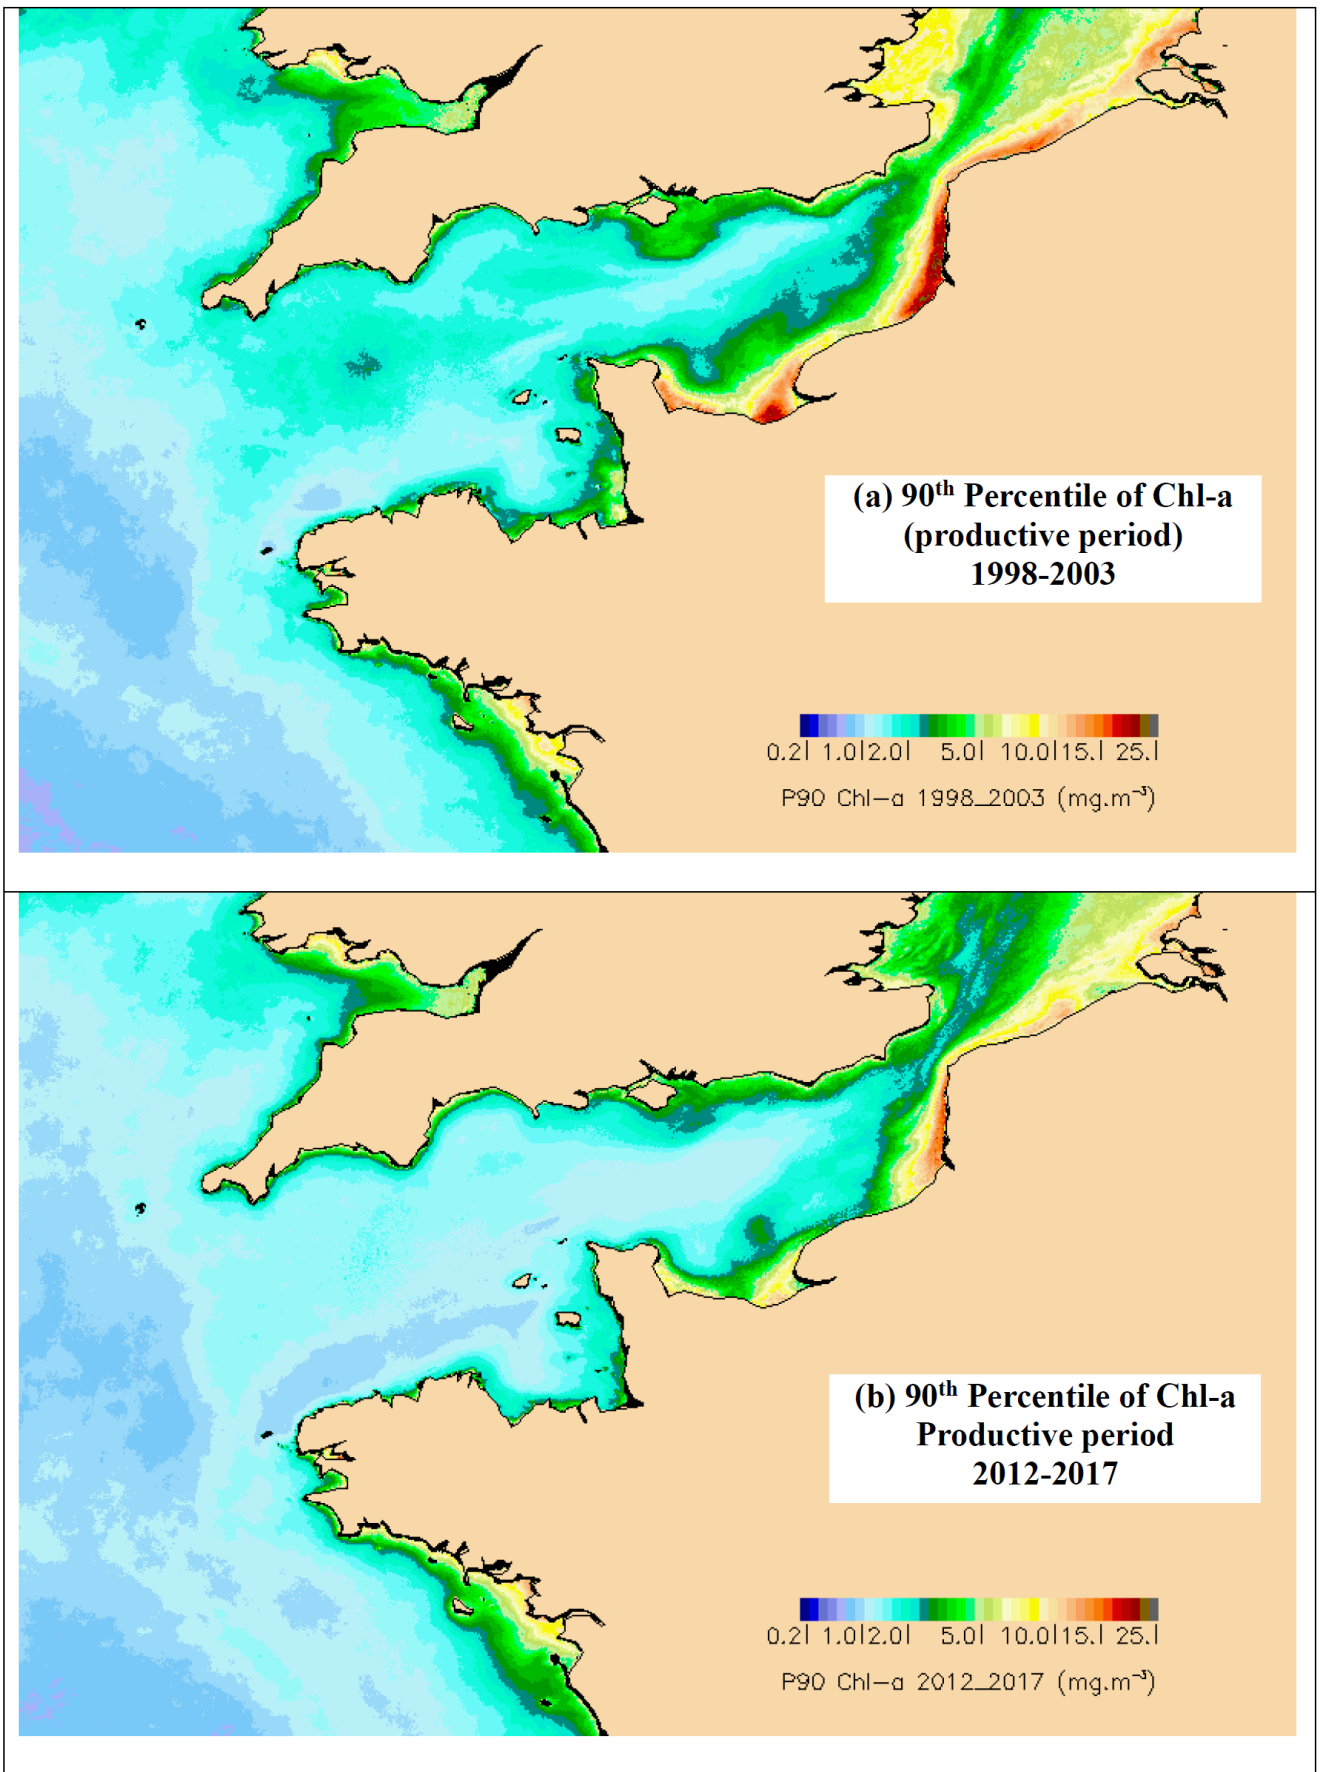 (a) 90th Percentile of Chl-a
(productive period)
1998-2003
0.2| 1.0|2.0| 5.0| 10.0|15.| 25.|
P90 Chl-a 1998_2003 (mg.m-3)
(b) 90th Percentile of Chl-a
Productive period
2012-2017
0.2| 1.0|2.0| 5.0| 10.0|15.| 25.|
P90 Chl-a 2012_2017 (mg.m-3)